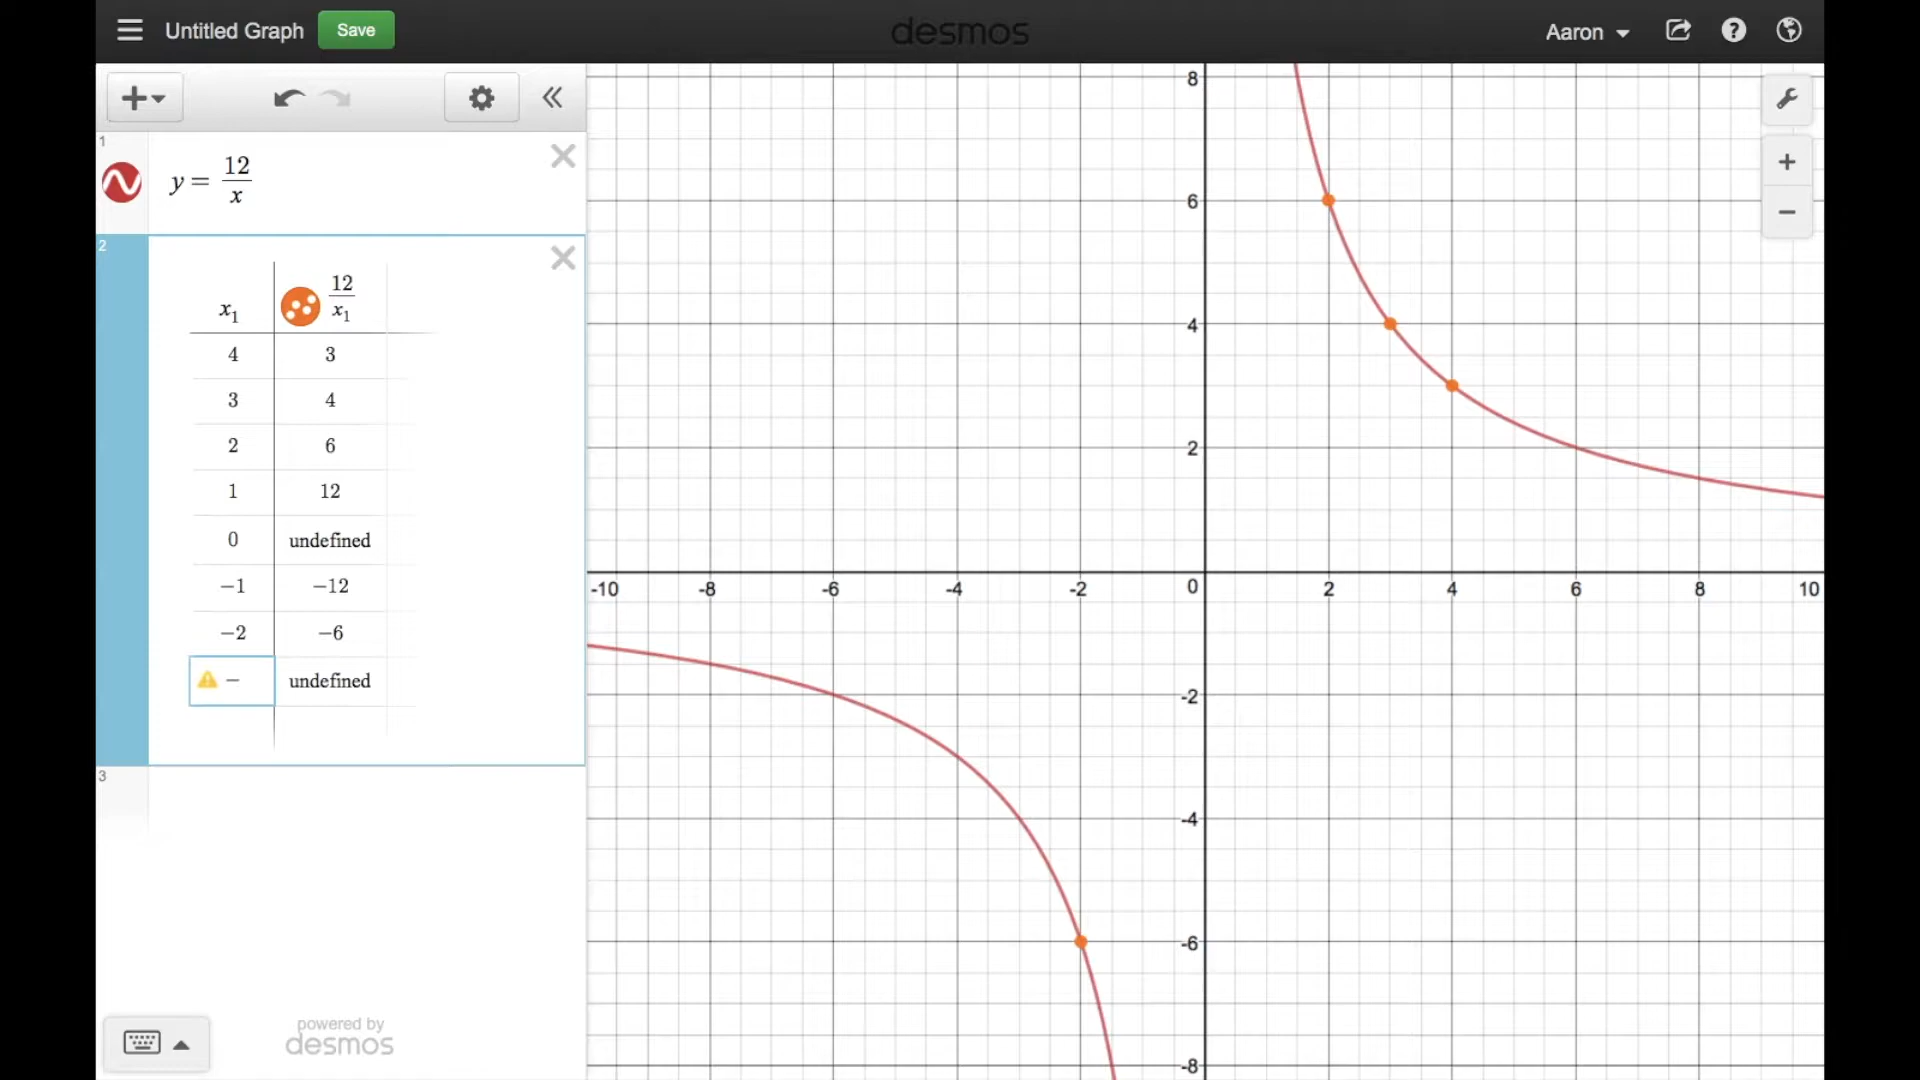 Untitled Graph Save desmos Aaron
1
y = 12/x
2
x₁ 12/x₁
4 3
3 4
2 6
1 12
0 undefined
−1 −12
−2 −6
− undefined
3
powered by
desmos
8
6
4
2
-10 -8 -6 -4 -2 0 2 4 6 8 10
-2
-4
-6
-8